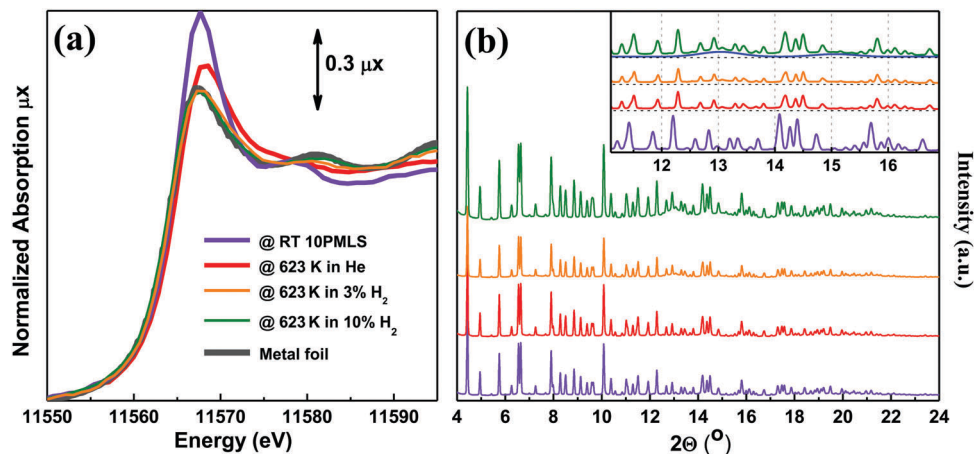 (a)
0.3 μx
Normalized Absorption μx
@ RT 10PMLS
@ 623 K in He
@ 623 K in 3% H₂
@ 623 K in 10% H₂
Metal foil
11550 11560 11570 11580 11590
Energy (eV)
(b)
12 13 14 15 16
Intensity (a.u.)
4 6 8 10 12 14 16 18 20 22 24
2Θ (°)